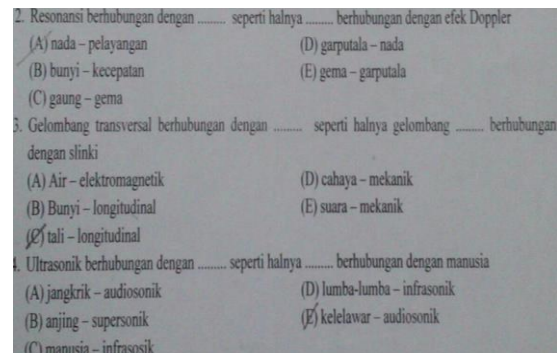 2. Resonansi berhubungan dengan ........ seperti halnya ........ berhubungan dengan efek Doppler
(A) nada – pelayangan (D) garputala – nada
(B) bunyi – kecepatan (E) gema – garputala
(C) gaung – gema
3. Gelombang transversal berhubungan dengan ........ seperti halnya gelombang ........ berhubungan
dengan slinki
(A) Air – elektromagnetik (D) cahaya – mekanik
(B) Bunyi – longitudinal (E) suara – mekanik
(C) tali – longitudinal
4. Ultrasonik berhubungan dengan ........ seperti halnya ........ berhubungan dengan manusia
(A) jangkrik – audiosonik (D) lumba-lumba – infrasonik
(B) anjing – supersonik (E) kelelawar – audiosonik
(C) manusia – infrasosik